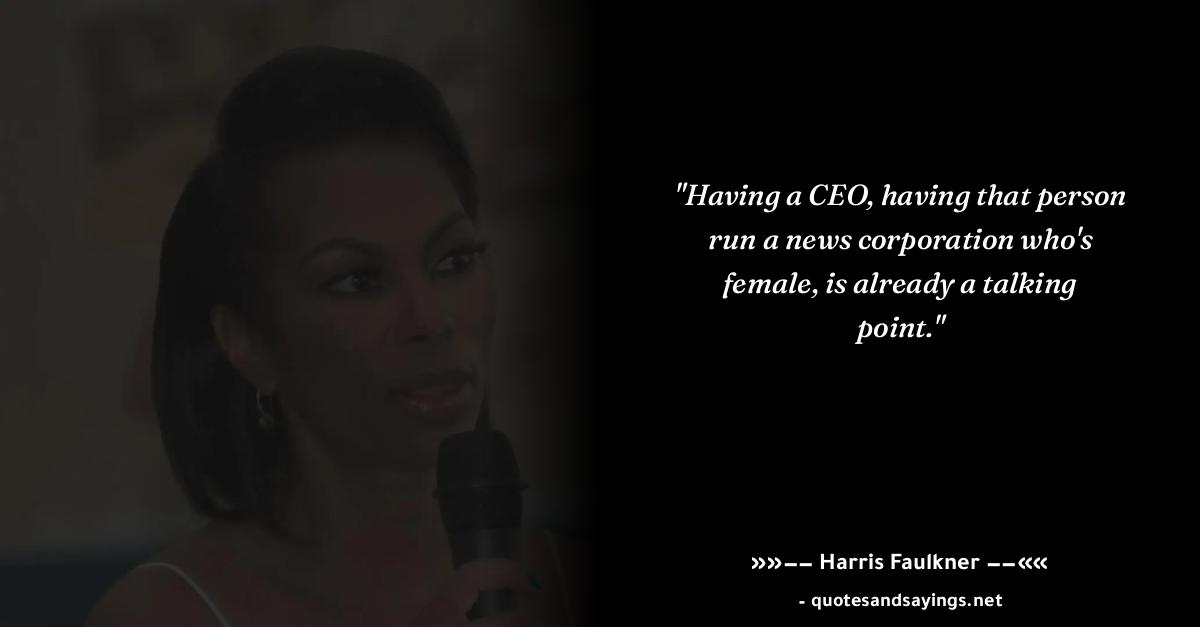 "Having a CEO, having that person
run a news corporation who's
female, is already a talking
point."
»»–– Harris Faulkner ––««
- quotesandsayings.net